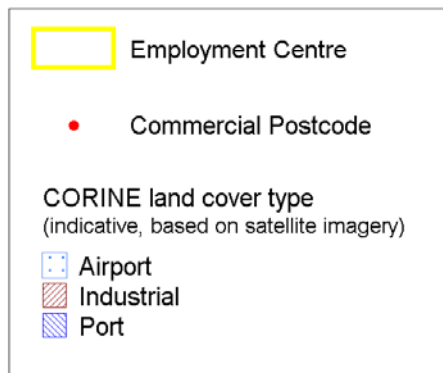 Employment Centre
Commercial Postcode
CORINE land cover type
(indicative, based on satellite imagery)
Airport
Industrial
Port